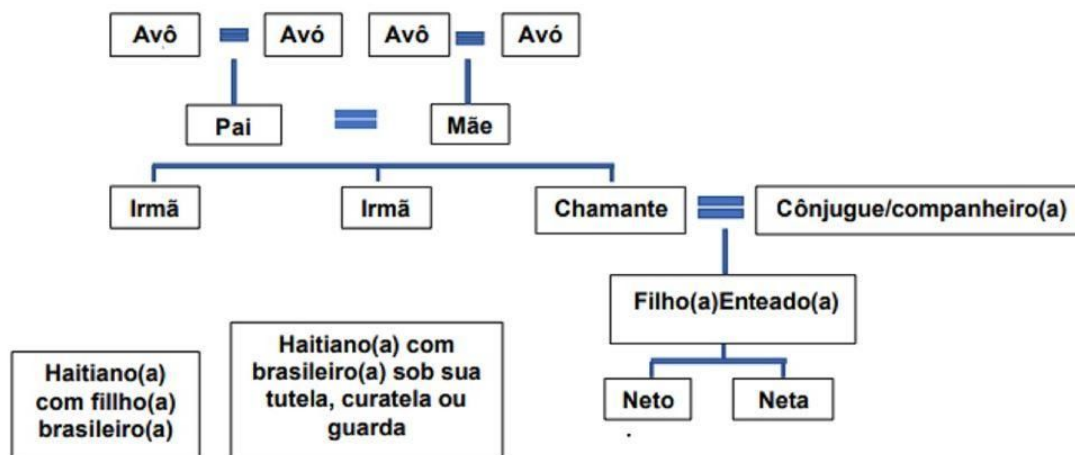 Avô
Avó
Avô
Avó
Pai
Mãe
Irmã
Irmã
Chamante
Cônjugue/companheiro(a)
Filho(a)Enteado(a)
Haitiano(a)
com fillho(a)
brasileiro(a)
Haitiano(a) com
brasileiro(a) sob sua
tutela, curatela ou
guarda
Neto
Neta